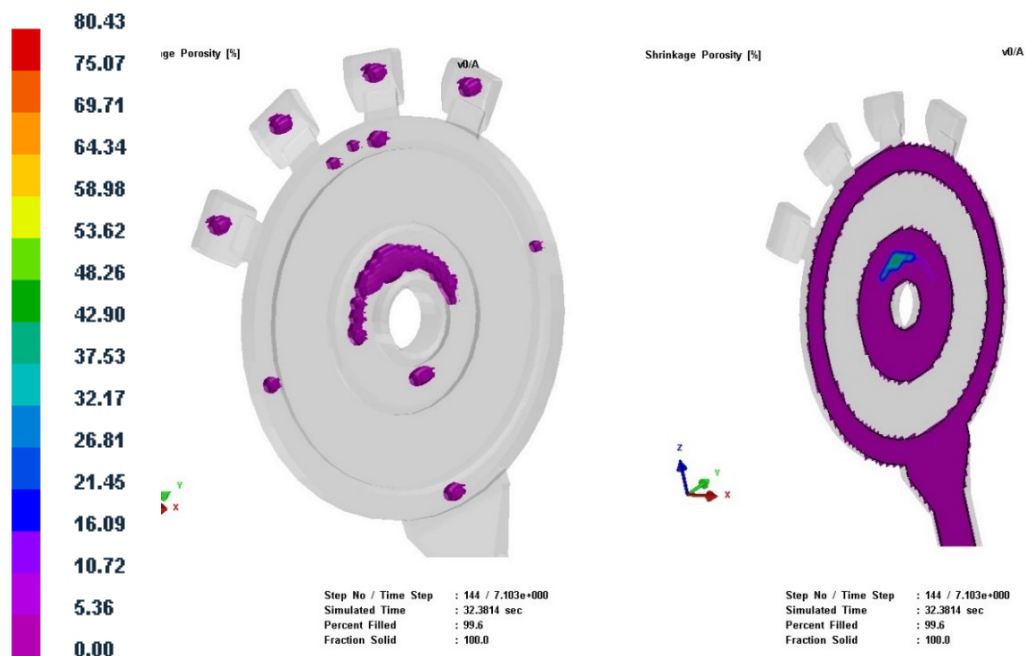 80.43
75.07
69.71
64.34
58.98
53.62
48.26
42.90
37.53
32.17
26.81
21.45
16.09
10.72
5.36
0.00
age Porosity [%]
v0/A
Y
X
Step No / Time Step : 144 / 7.103e+000
Simulated Time : 32.3814 sec
Percent Filled : 99.6
Fraction Solid : 100.0
Shrinkage Porosity [%]
v0/A
Z
Y
X
Step No / Time Step : 144 / 7.103e+000
Simulated Time : 32.3814 sec
Percent Filled : 99.6
Fraction Solid : 100.0